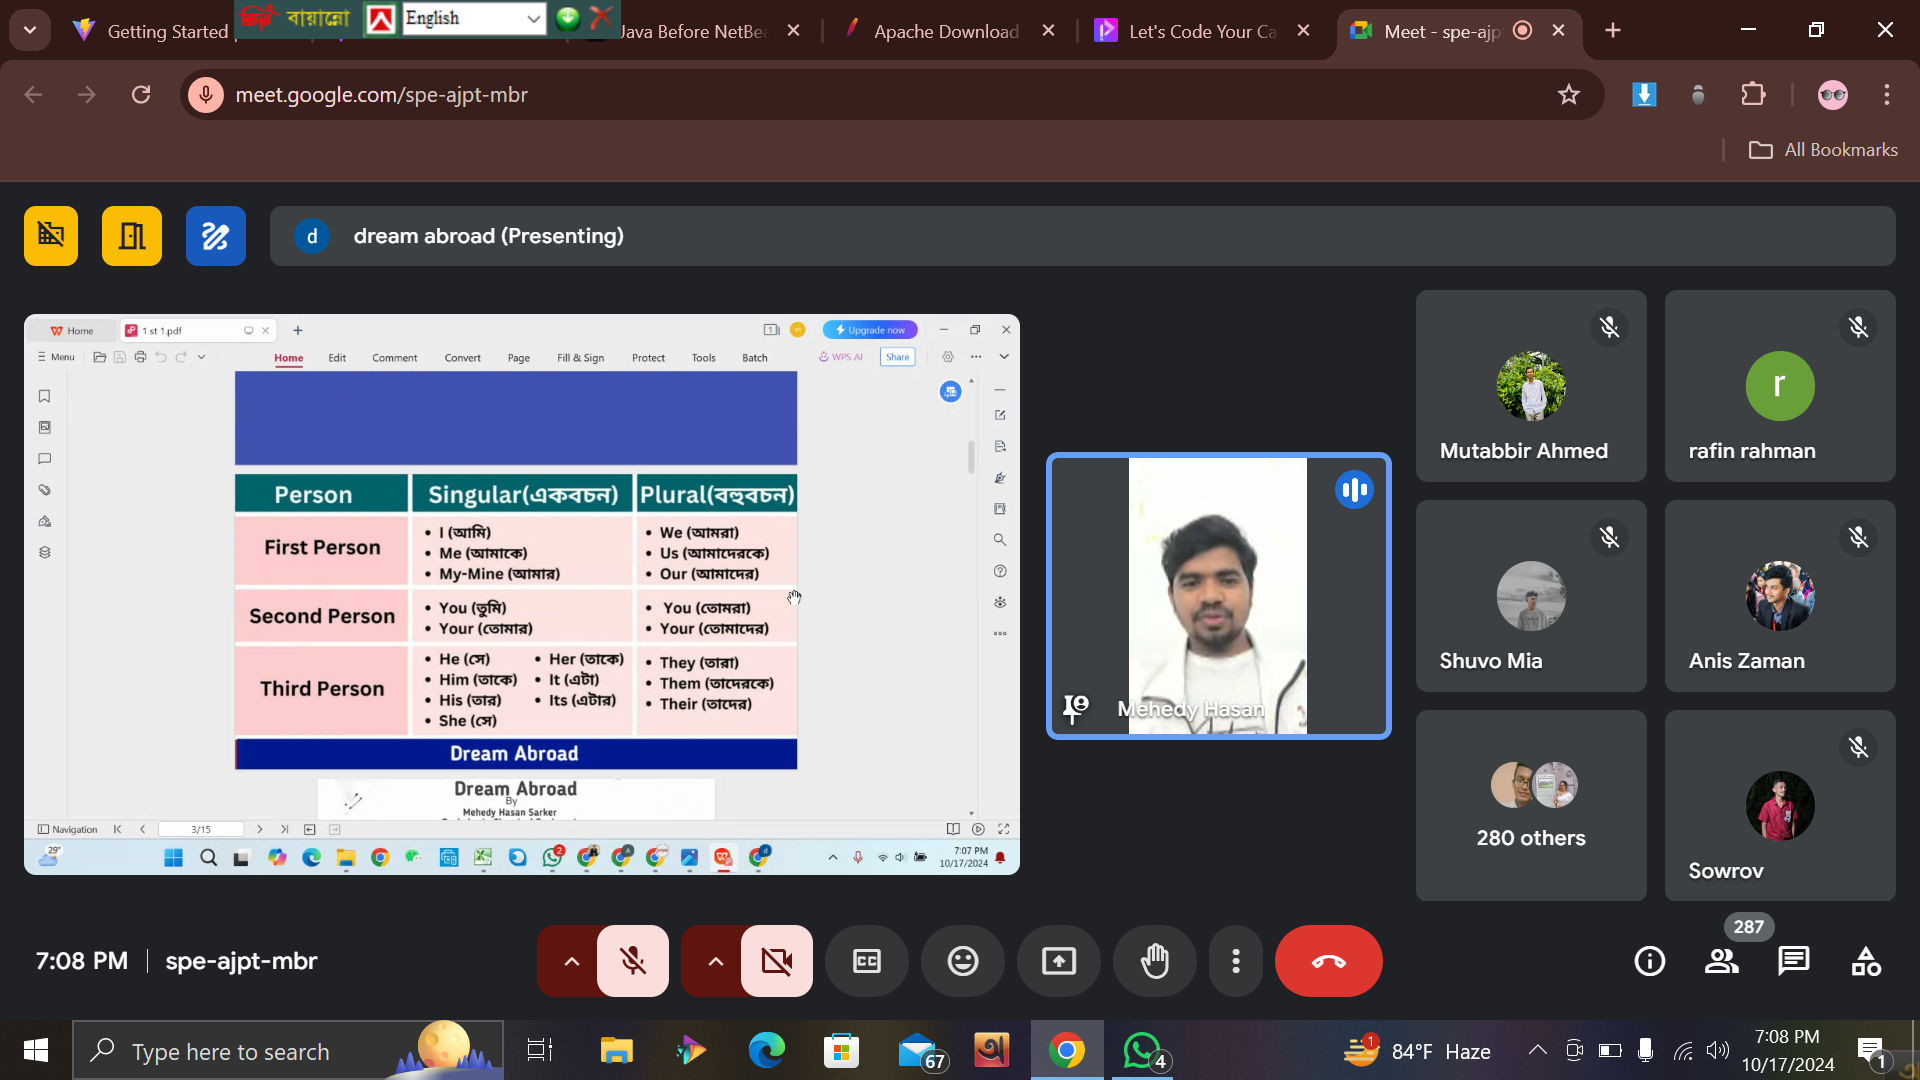 Getting Started
বায়ান্নো
English
Java Before NetBe
Apache Download
Let's Code Your Ca
Meet - spe-ajp
meet.google.com/spe-ajpt-mbr
All Bookmarks
d
dream abroad (Presenting)
Home
1 st 1.pdf
Upgrade now
Menu
Home
Edit
Comment
Convert
Page
Fill & Sign
Protect
Tools
Batch
WPS AI
Share
Person
Singular(একবচন)
Plural(বহুবচন)
First Person
• I (আমি)
• Me (আমাকে)
• My-Mine (আমার)
• We (আমরা)
• Us (আমাদেরকে)
• Our (আমাদের)
Second Person
• You (তুমি)
• Your (তোমার)
• You (তোমরা)
• Your (তোমাদের)
Third Person
• He (সে)
• Him (তাকে)
• His (তার)
• She (সে)
• Her (তাকে)
• It (এটা)
• Its (এটার)
• They (তারা)
• Them (তাদেরকে)
• Their (তাদের)
Dream Abroad
Dream Abroad
By
Mehedy Hasan Sarker
Navigation
3/15
29°
2
7:07 PM
10/17/2024
Mehedy Hasan
Mutabbir Ahmed
r
rafin rahman
Shuvo Mia
Anis Zaman
280 others
Sowrov
7:08 PM
spe-ajpt-mbr
287
Type here to search
67
অ
4
1
84°F Haze
7:08 PM
10/17/2024
1